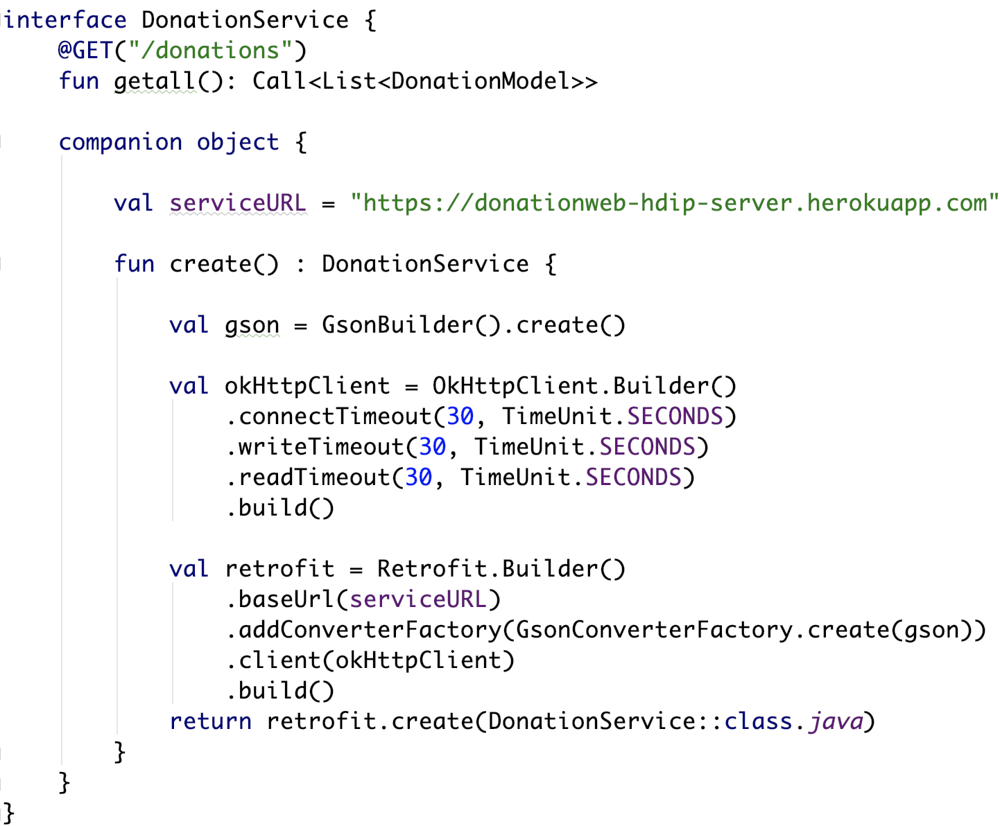 interface DonationService {
    @GET("/donations")
    fun getall(): Call<List<DonationModel>>

    companion object {

        val serviceURL = "https://donationweb-hdip-server.herokuapp.com"

        fun create() : DonationService {

            val gson = GsonBuilder().create()

            val okHttpClient = OkHttpClient.Builder()
                .connectTimeout(30, TimeUnit.SECONDS)
                .writeTimeout(30, TimeUnit.SECONDS)
                .readTimeout(30, TimeUnit.SECONDS)
                .build()

            val retrofit = Retrofit.Builder()
                .baseUrl(serviceURL)
                .addConverterFactory(GsonConverterFactory.create(gson))
                .client(okHttpClient)
                .build()
            return retrofit.create(DonationService::class.java)
        }
    }
}